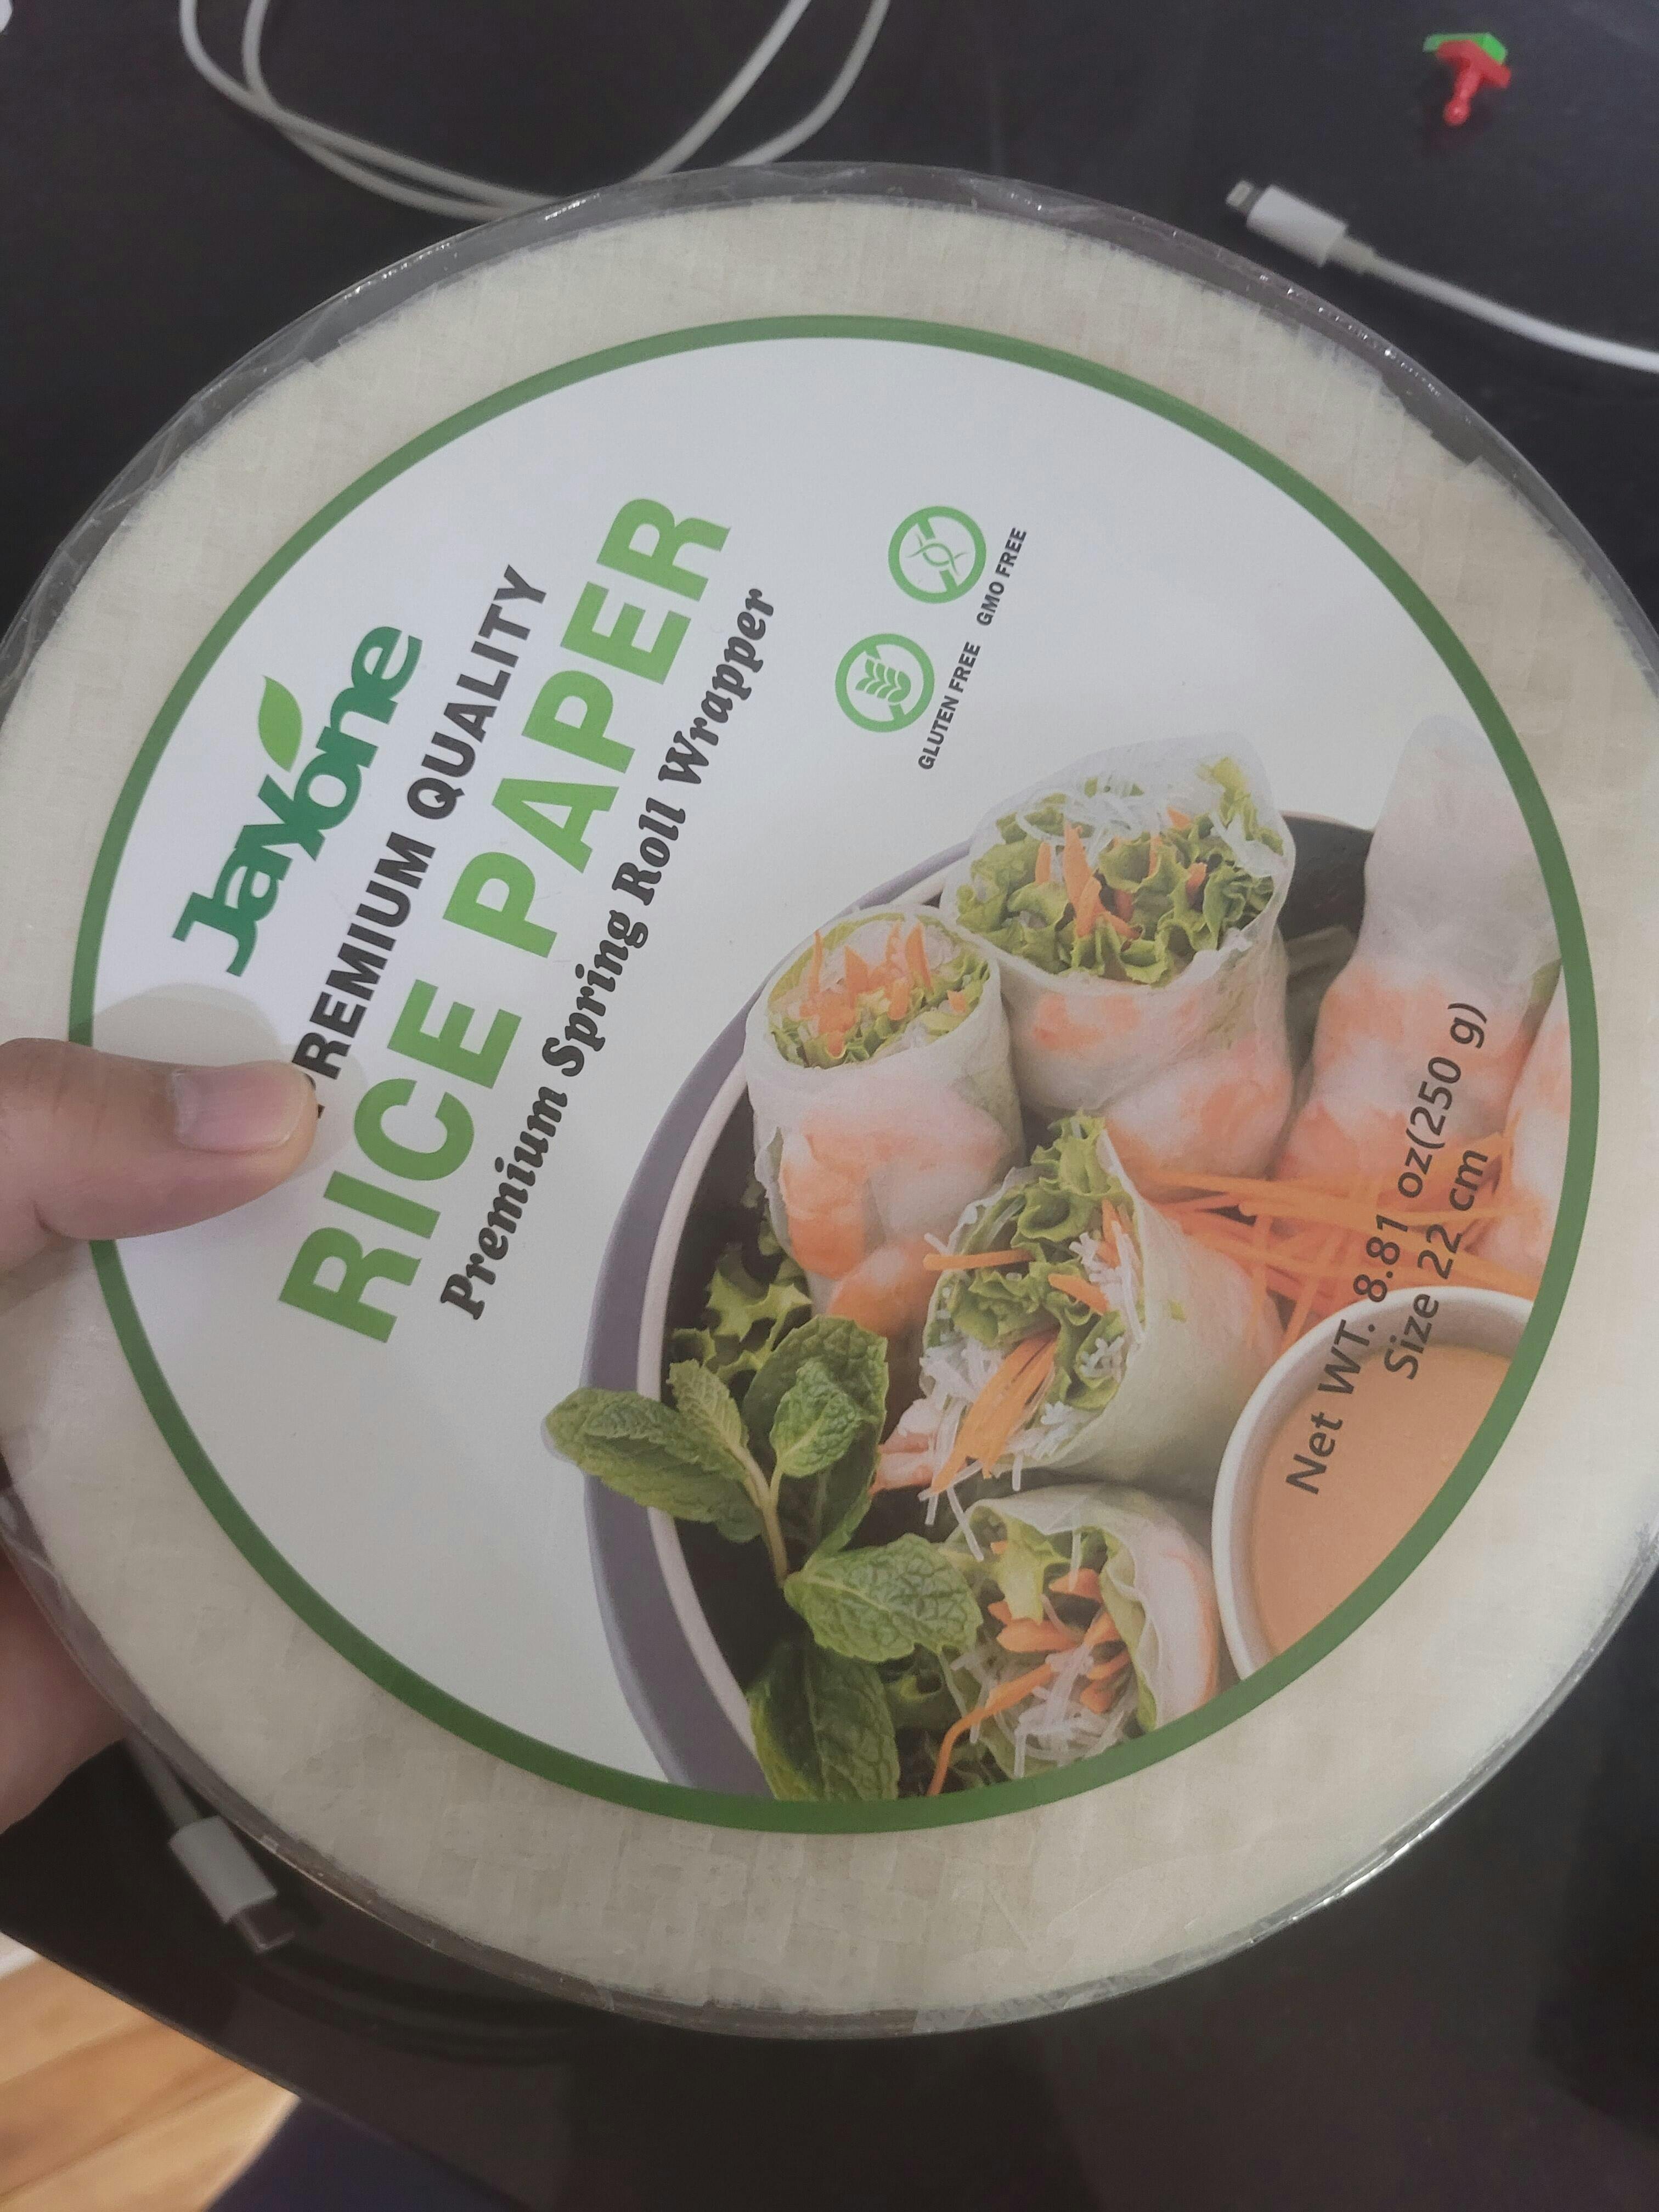 Jayone
PREMIUM QUALITY
RICE PAPER
Premium Spring Roll Wrapper
GLUTEN FREE
GMO FREE
Net WT. 8.81 oz(250 g)
Size 22 cm